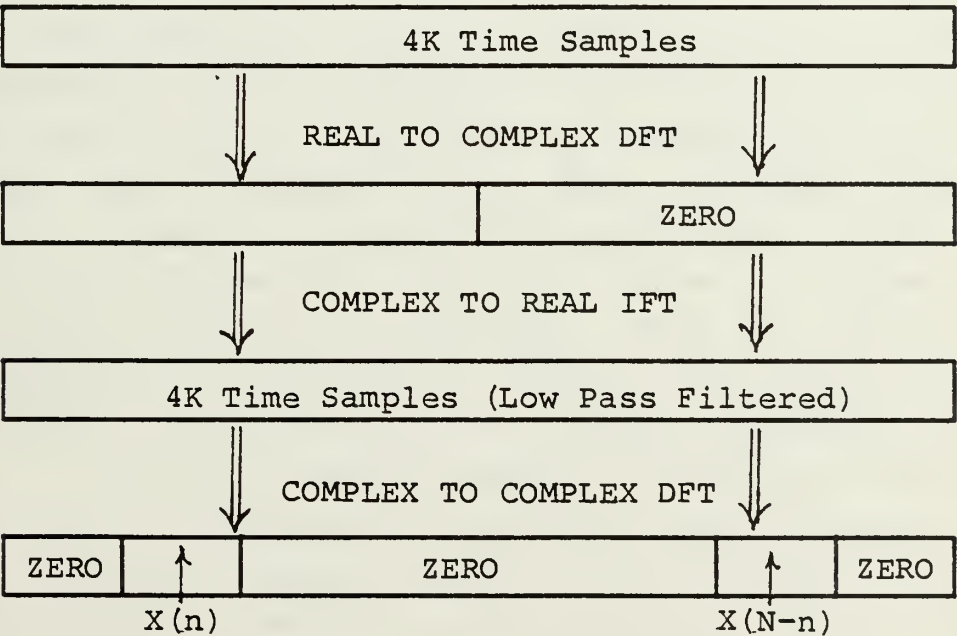 4K Time Samples
REAL TO COMPLEX DFT
ZERO
COMPLEX TO REAL IFT
4K Time Samples (Low Pass Filtered)
COMPLEX TO COMPLEX DFT
ZERO ZERO ZERO
X(n) X(N-n)